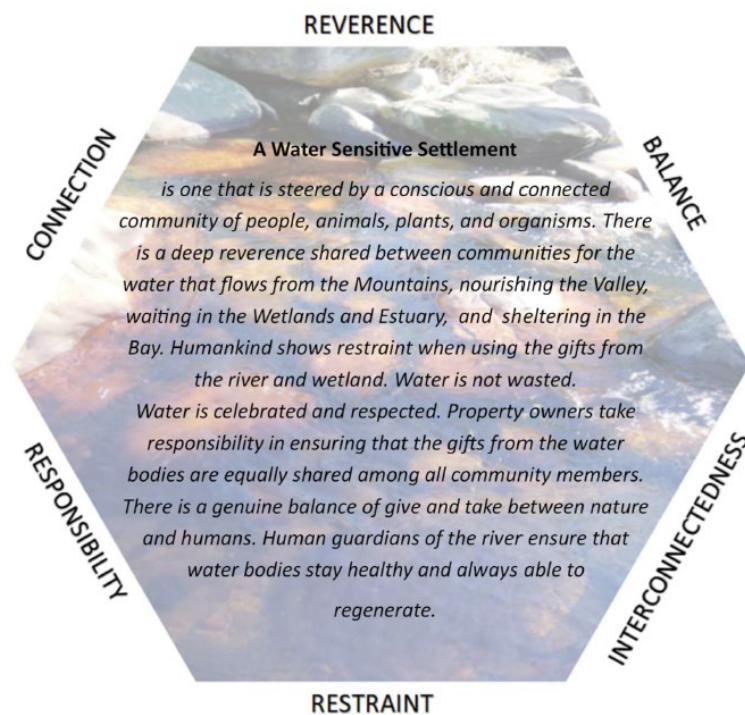 REVERENCE
CONNECTION
BALANCE
A Water Sensitive Settlement
is one that is steered by a conscious and connected
community of people, animals, plants, and organisms. There
is a deep reverence shared between communities for the
water that flows from the Mountains, nourishing the Valley,
waiting in the Wetlands and Estuary, and sheltering in the
Bay. Humankind shows restraint when using the gifts from
the river and wetland. Water is not wasted.
Water is celebrated and respected. Property owners take
responsibility in ensuring that the gifts from the water
bodies are equally shared among all community members.
There is a genuine balance of give and take between nature
and humans. Human guardians of the river ensure that
water bodies stay healthy and always able to
regenerate.
RESPONSIBILITY
INTERCONNECTEDNESS
RESTRAINT